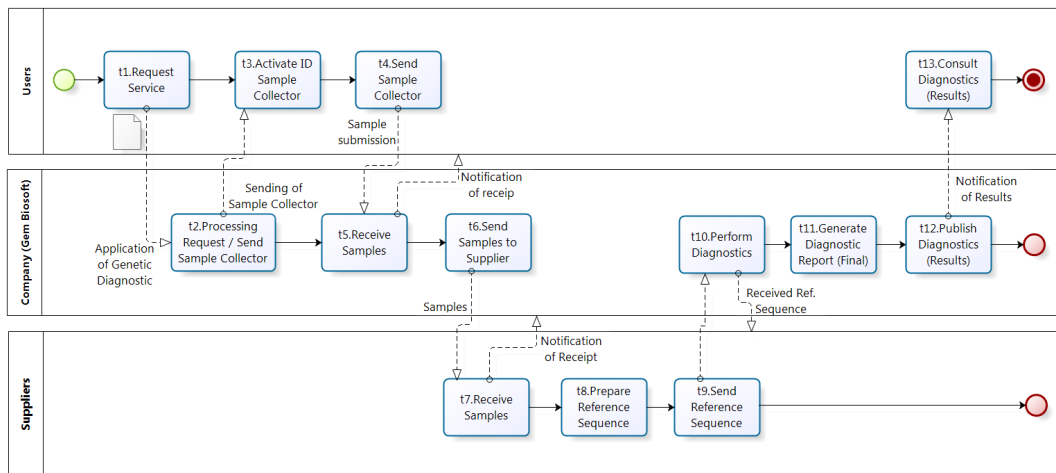 Users
t1.Request
Service
t3.Activate ID
Sample
Collector
t4.Send
Sample
Collector
t13.Consult
Diagnostics
(Results)
Sample
submission
Company (Gem Biosoft)
Sending of
Sample Collector
Notification
of receip
Notification
of Results
Application
of Genetic
Diagnostic
t2.Processing
Request / Send
Sample Collector
t5.Receive
Samples
t6.Send
Samples to
Supplier
t10.Perform
Diagnostics
t11.Generate
Diagnostic
Report (Final)
t12.Publish
Diagnostics
(Results)
Samples
Received Ref.
Sequence
Suppliers
Notification
of Receipt
t7.Receive
Samples
t8.Prepare
Reference
Sequence
t9.Send
Reference
Sequence